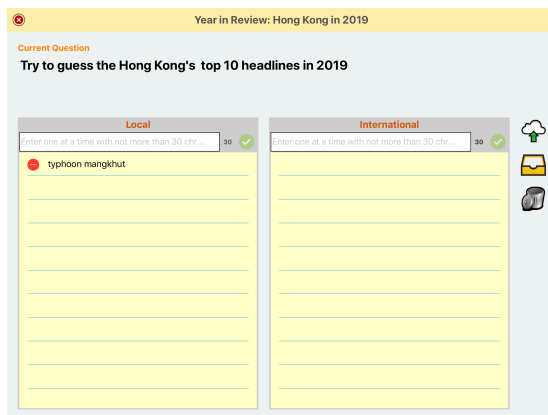 Year in Review: Hong Kong in 2019
Current Question
Try to guess the Hong Kong's top 10 headlines in 2019
Local
International
Enter one at a time with not more than 30 chr... 30
Enter one at a time with not more than 30 chr... 30
typhoon mangkhut